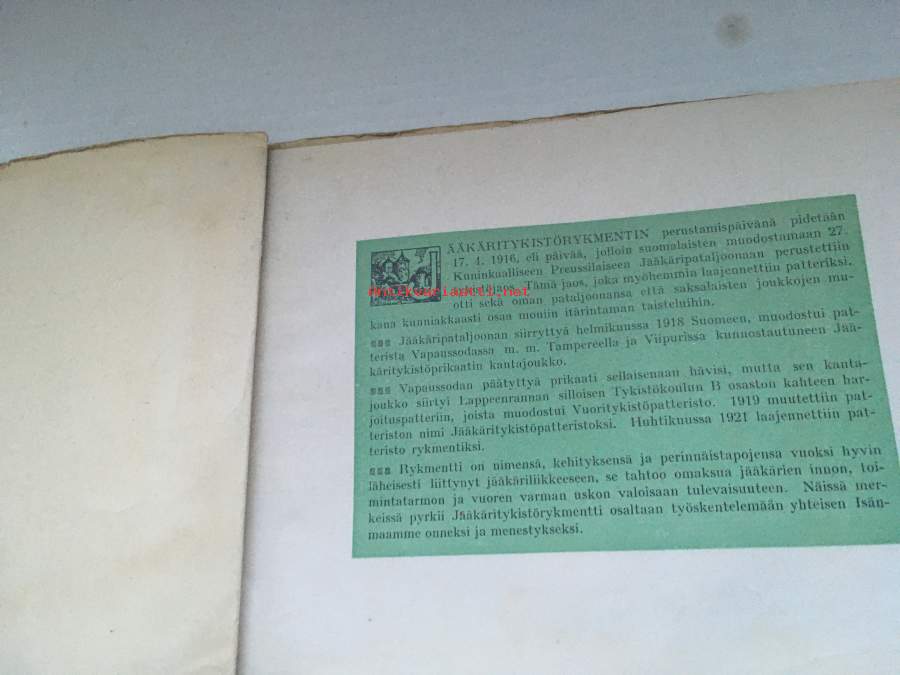 ÄÄKÄRITYKISTÖRYKMENTIN perustamispäivänä pidetään
17. 4. 1916, eli päivää, jolloin suomalaisten muodostamaan 27.
Kuninkaalliseen Preussilaiseen Jääkäripataljoonaan perustettiin
Tämä jaos, joka myöhemmin laajennettiin patteriksi,
otti sekä oman pataljoonansa että saksalaisten joukkojen mu-
kana kunniakkaasti osaa moniin itärintaman taisteluihin.
Jääkäripataljoonan siirryttyä helmikuussa 1918 Suomeen, muodostui pat-
terista Vapaussodassa m. m. Tampereella ja Viipurissa kunnostautuneen Jää-
käritykistöprikaatin kantajoukko.
Vapaussodan päätyttyä prikaati sellaisenaan hävisi, mutta sen kanta-
joukko siirtyi Lappeenrannan silloisen Tykistökoulun B osaston kahteen har-
joituspatteriin, joista muodostui Vuoritykistöpatteristo. 1919 muutettiin pat-
teriston nimi Jääkäritykistöpatteristoksi. Huhtikuussa 1921 laajennettiin pat-
teristo rykmentiksi.
Rykmentti on nimensä, kehityksensä ja perinnäistapojensa vuoksi hyvin
läheisesti liittynyt jääkäriliikkeeseen, se tahtoo omaksua jääkärien innon, toi-
mintatarmon ja vuoren varman uskon valoisaan tulevaisuuteen. Näissä mer-
keissä pyrkii Jääkäritykistörykmentti osaltaan työskentelemään yhteisen Isän-
maamme onneksi ja menestykseksi.
antikvariaatti.net